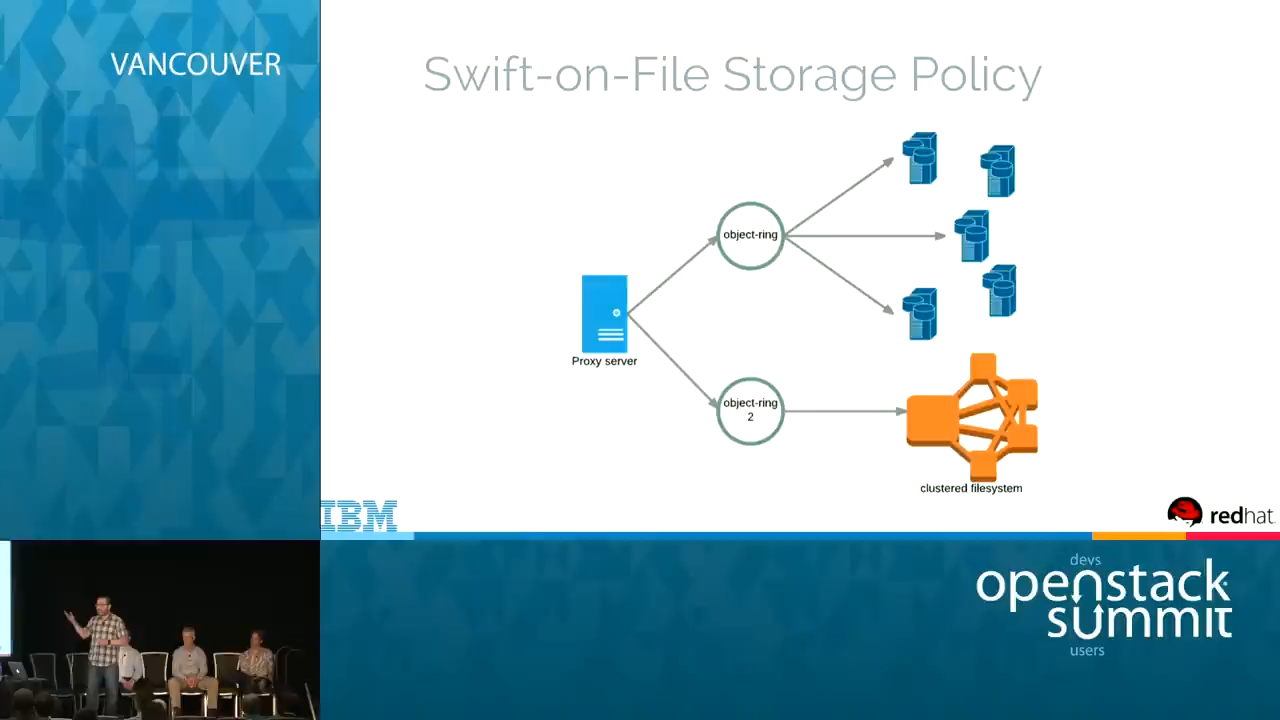 VANCOUVER
Swift-on-File Storage Policy
object-ring
Proxy server
object-ring
2
clustered filesystem
IBM
redhat
devs
openstack
summit
users